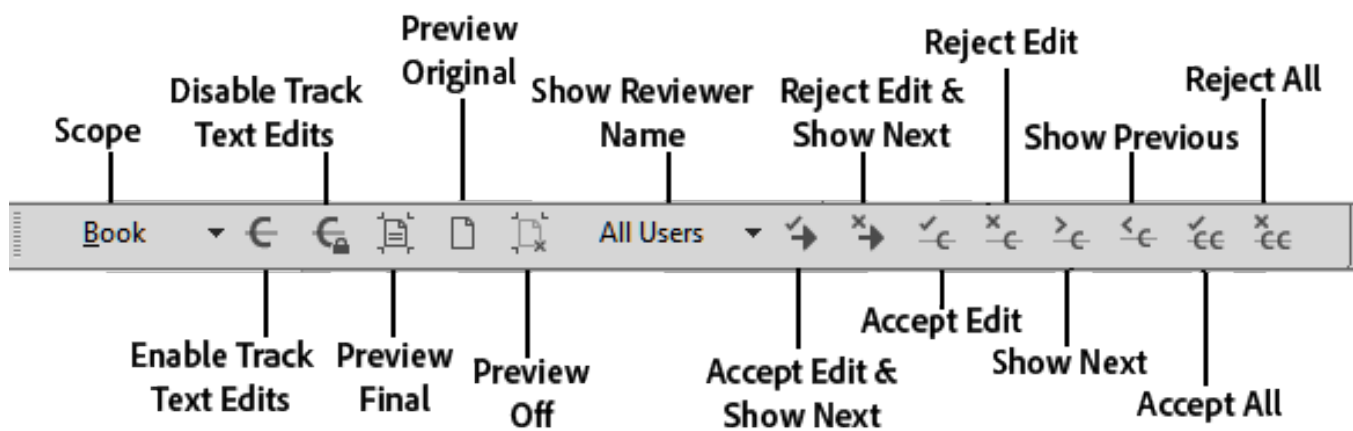 Preview
Original
Reject Edit
Disable Track
Text Edits
Show Reviewer
Name
Reject Edit &
Show Next
Reject All
Scope
Show Previous
Book
All Users
Enable Track
Text Edits
Preview
Final
Preview
Off
Accept Edit &
Show Next
Accept Edit
Show Next
Accept All